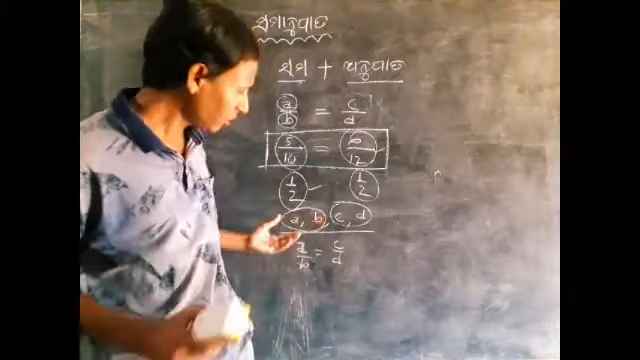 ସମାନୁପାତ
ସମ + ଅନୁପାତ
a/b = c/d
5/10 = 6/12
1/2 – 1/2
a, b, c, d
a/b = c/d